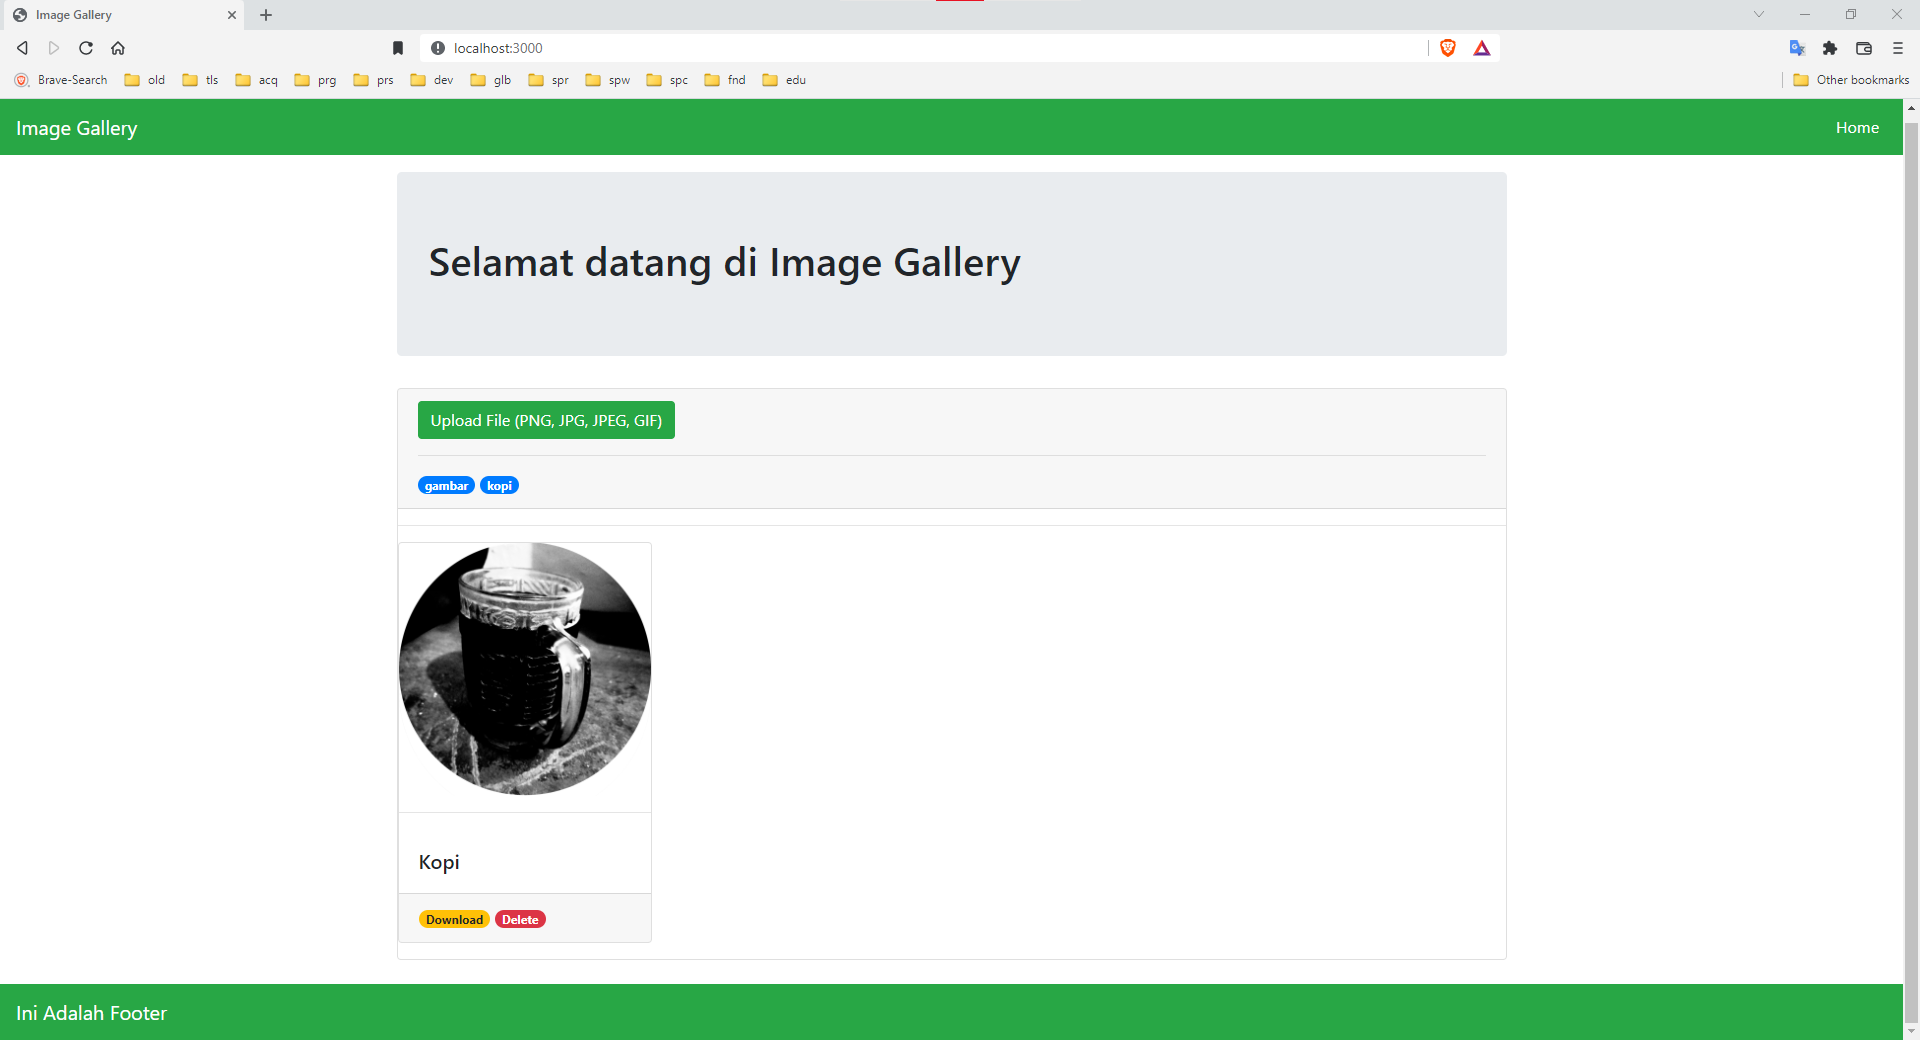 Image Gallery
localhost:3000
Brave-Search old tls acq prg prs dev glb spr spw spc fnd edu Other bookmarks
Image Gallery Home
Selamat datang di Image Gallery
Upload File (PNG, JPG, JPEG, GIF)
gambar kopi
Kopi
Download Delete
Ini Adalah Footer